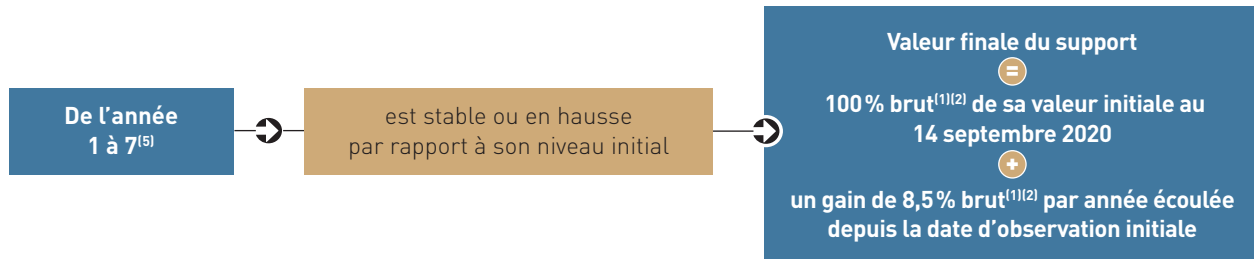 De l'année
1 à 7(5)
est stable ou en hausse
par rapport à son niveau initial
Valeur finale du support
=
100 % brut(1)(2) de sa valeur initiale au
14 septembre 2020
+
un gain de 8,5 % brut(1)(2) par année écoulée
depuis la date d'observation initiale